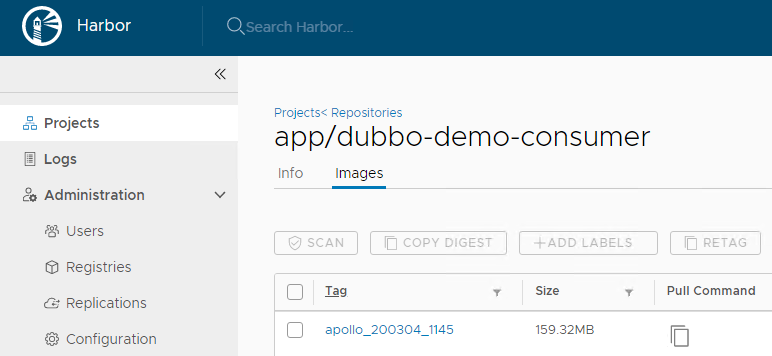 Harbor
Search Harbor...
Projects
Logs
Administration
Users
Registries
Replications
Configuration
Projects< Repositories
app/dubbo-demo-consumer
Info Images
SCAN COPY DIGEST +ADD LABELS RETAG
Tag Size Pull Command
apollo_200304_1145 159.32MB